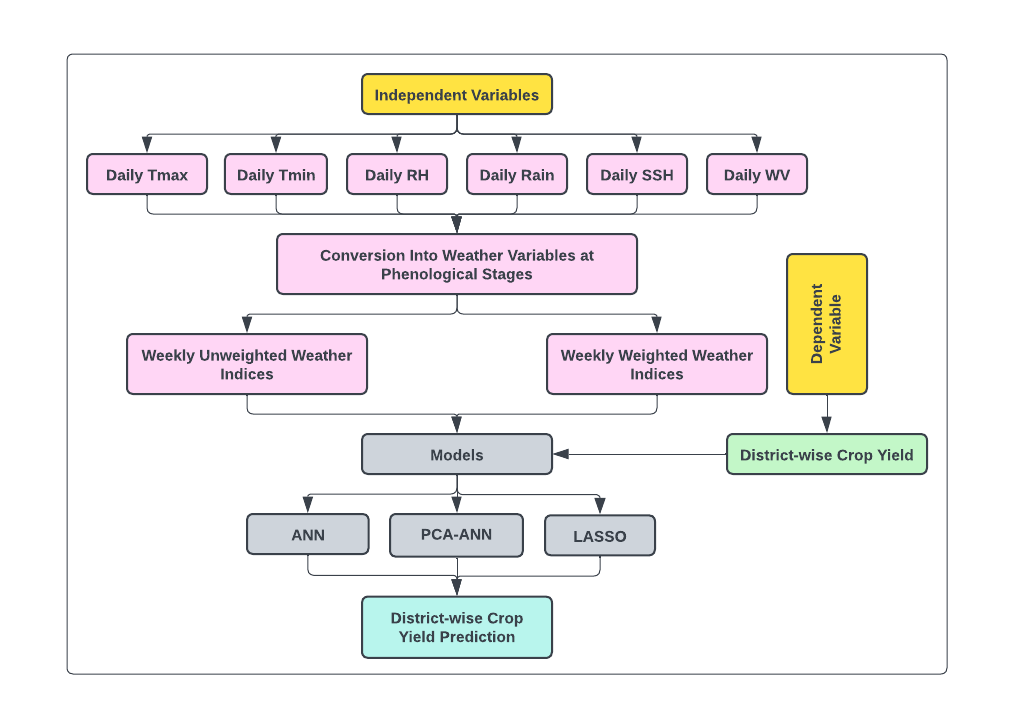 Independent Variables
Daily Tmax
Daily Tmin
Daily RH
Daily Rain
Daily SSH
Daily WV
Conversion Into Weather Variables at
Phenological Stages
Dependent
Variable
Weekly Unweighted Weather
Indices
Weekly Weighted Weather
Indices
Models
District-wise Crop Yield
ANN
PCA-ANN
LASSO
District-wise Crop
Yield Prediction